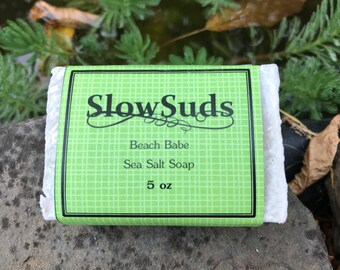 SlowSuds
Beach Babe
Sea Salt Soap
5 oz